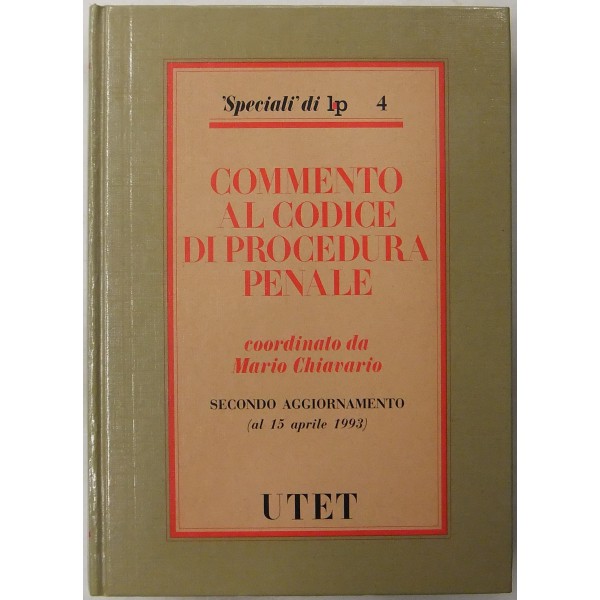 'Speciali' di lp 4
COMMENTO
AL CODICE
DI PROCEDURA
PENALE
coordinato da
Mario Chiavario
SECONDO AGGIORNAMENTO
(al 15 aprile 1993)
UTET